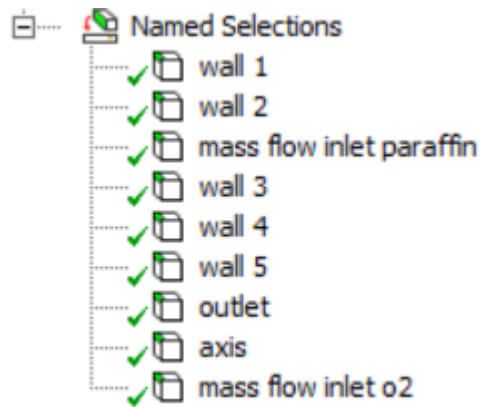 Named Selections
wall 1
wall 2
mass flow inlet paraffin
wall 3
wall 4
wall 5
outlet
axis
mass flow inlet o2